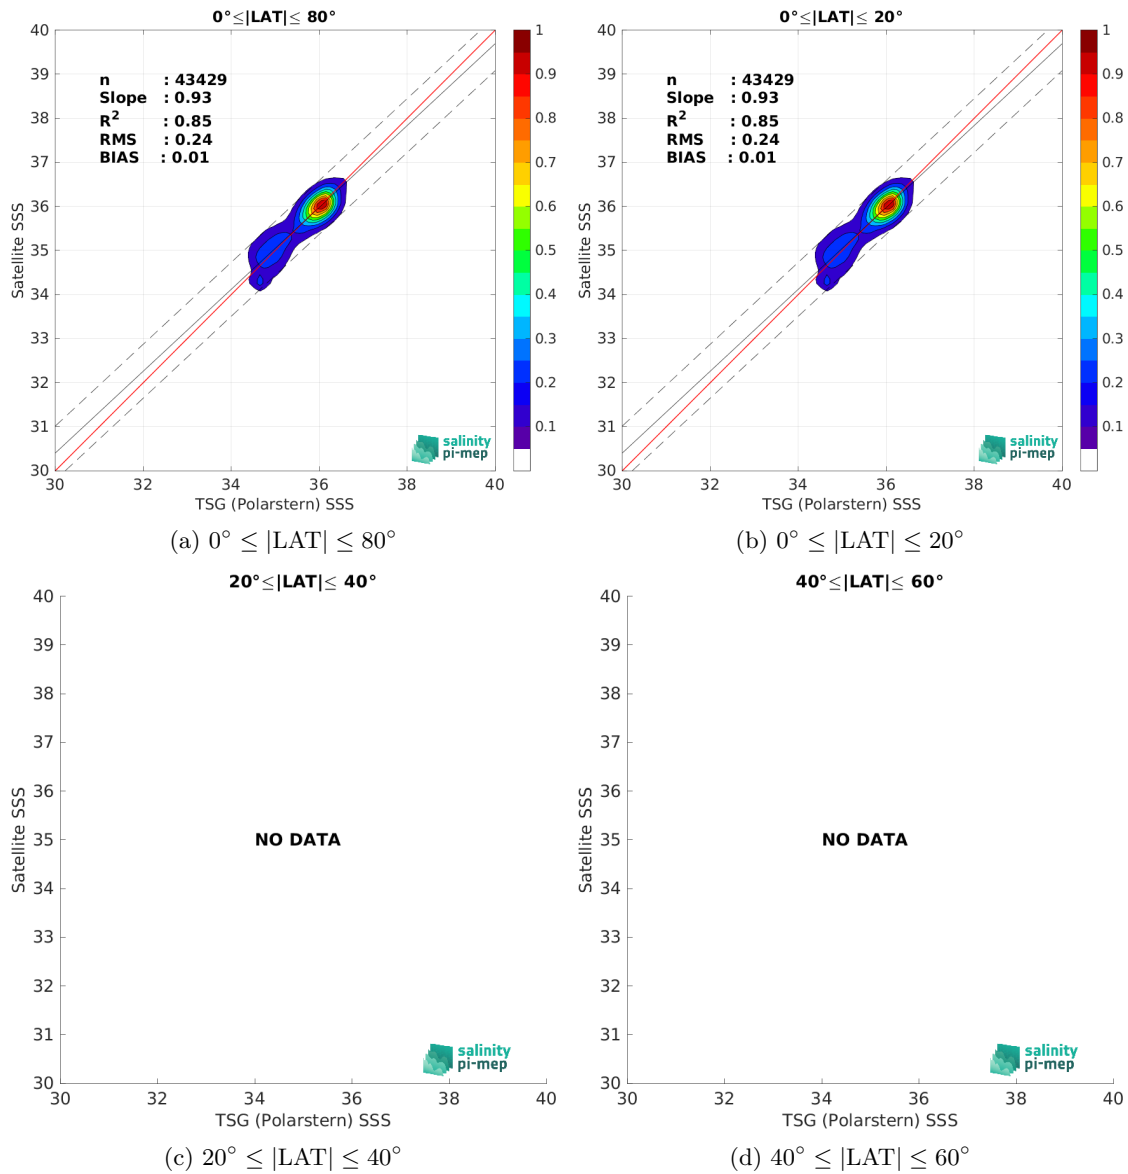 0°≤|LAT|≤ 80°
40
39
38
37
36
35
34
33
32
31
30
Satellite SSS
n : 43429
Slope : 0.93
R2 : 0.85
RMS : 0.24
BIAS : 0.01
1
0.9
0.8
0.7
0.6
0.5
0.4
0.3
0.2
0.1
salinity
pi-mep
30 32 34 36 38 40
TSG (Polarstern) SSS
(a) 0° ≤ |LAT| ≤ 80°
0°≤|LAT|≤ 20°
40
39
38
37
36
35
34
33
32
31
30
Satellite SSS
n : 43429
Slope : 0.93
R2 : 0.85
RMS : 0.24
BIAS : 0.01
1
0.9
0.8
0.7
0.6
0.5
0.4
0.3
0.2
0.1
salinity
pi-mep
30 32 34 36 38 40
TSG (Polarstern) SSS
(b) 0° ≤ |LAT| ≤ 20°
20°≤|LAT|≤ 40°
40
39
38
37
36
35
34
33
32
31
30
Satellite SSS
NO DATA
salinity
pi-mep
30 32 34 36 38 40
TSG (Polarstern) SSS
(c) 20° ≤ |LAT| ≤ 40°
40°≤|LAT|≤ 60°
40
39
38
37
36
35
34
33
32
31
30
Satellite SSS
NO DATA
salinity
pi-mep
30 32 34 36 38 40
TSG (Polarstern) SSS
(d) 40° ≤ |LAT| ≤ 60°